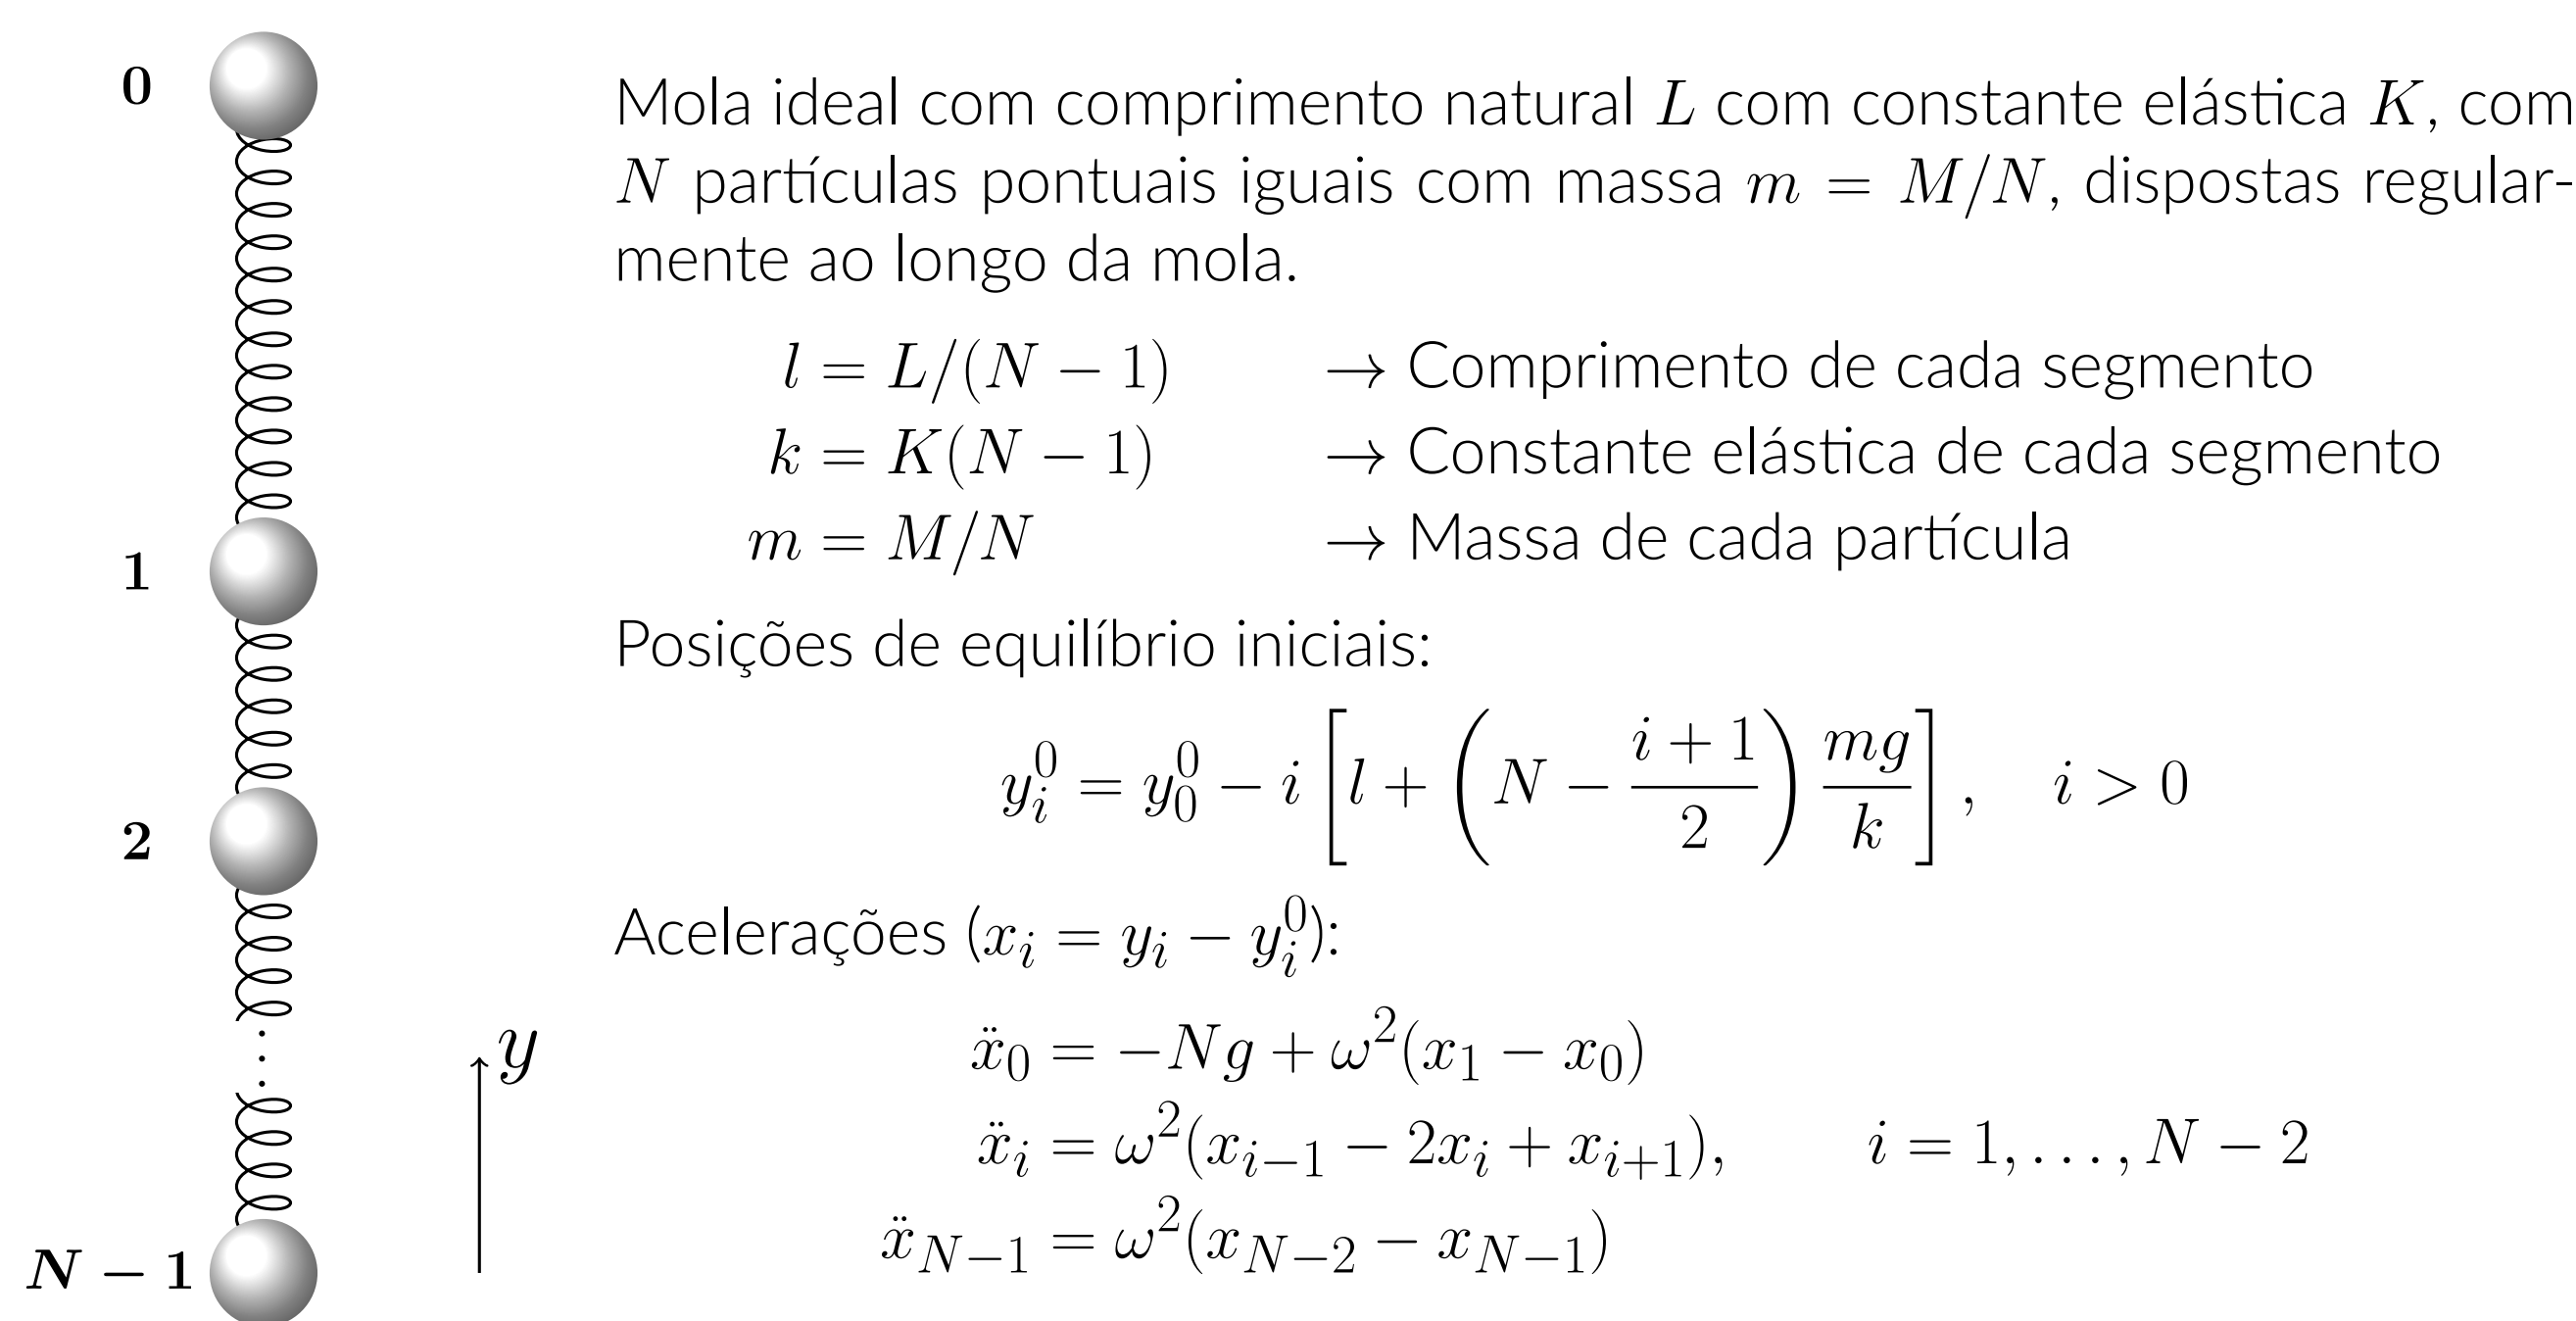 Mola ideal com comprimento natural L com constante elástica K, com
N partículas pontuais iguais com massa m = M/N, dispostas regular-
mente ao longo da mola.
l = L/(N − 1) → Comprimento de cada segmento
k = K(N − 1) → Constante elástica de cada segmento
m = M/N → Massa de cada partícula
Posições de equilíbrio iniciais:
y_i^0 = y_0^0 − i [l + (N − (i + 1)/2) mg/k], i > 0
Acelerações (x_i = y_i − y_i^0):
ẍ_0 = −Ng + ω²(x_1 − x_0)
ẍ_i = ω²(x_{i−1} − 2x_i + x_{i+1}), i = 1, . . . , N − 2
ẍ_{N−1} = ω²(x_{N−2} − x_{N−1})
0
1
2
N − 1
y